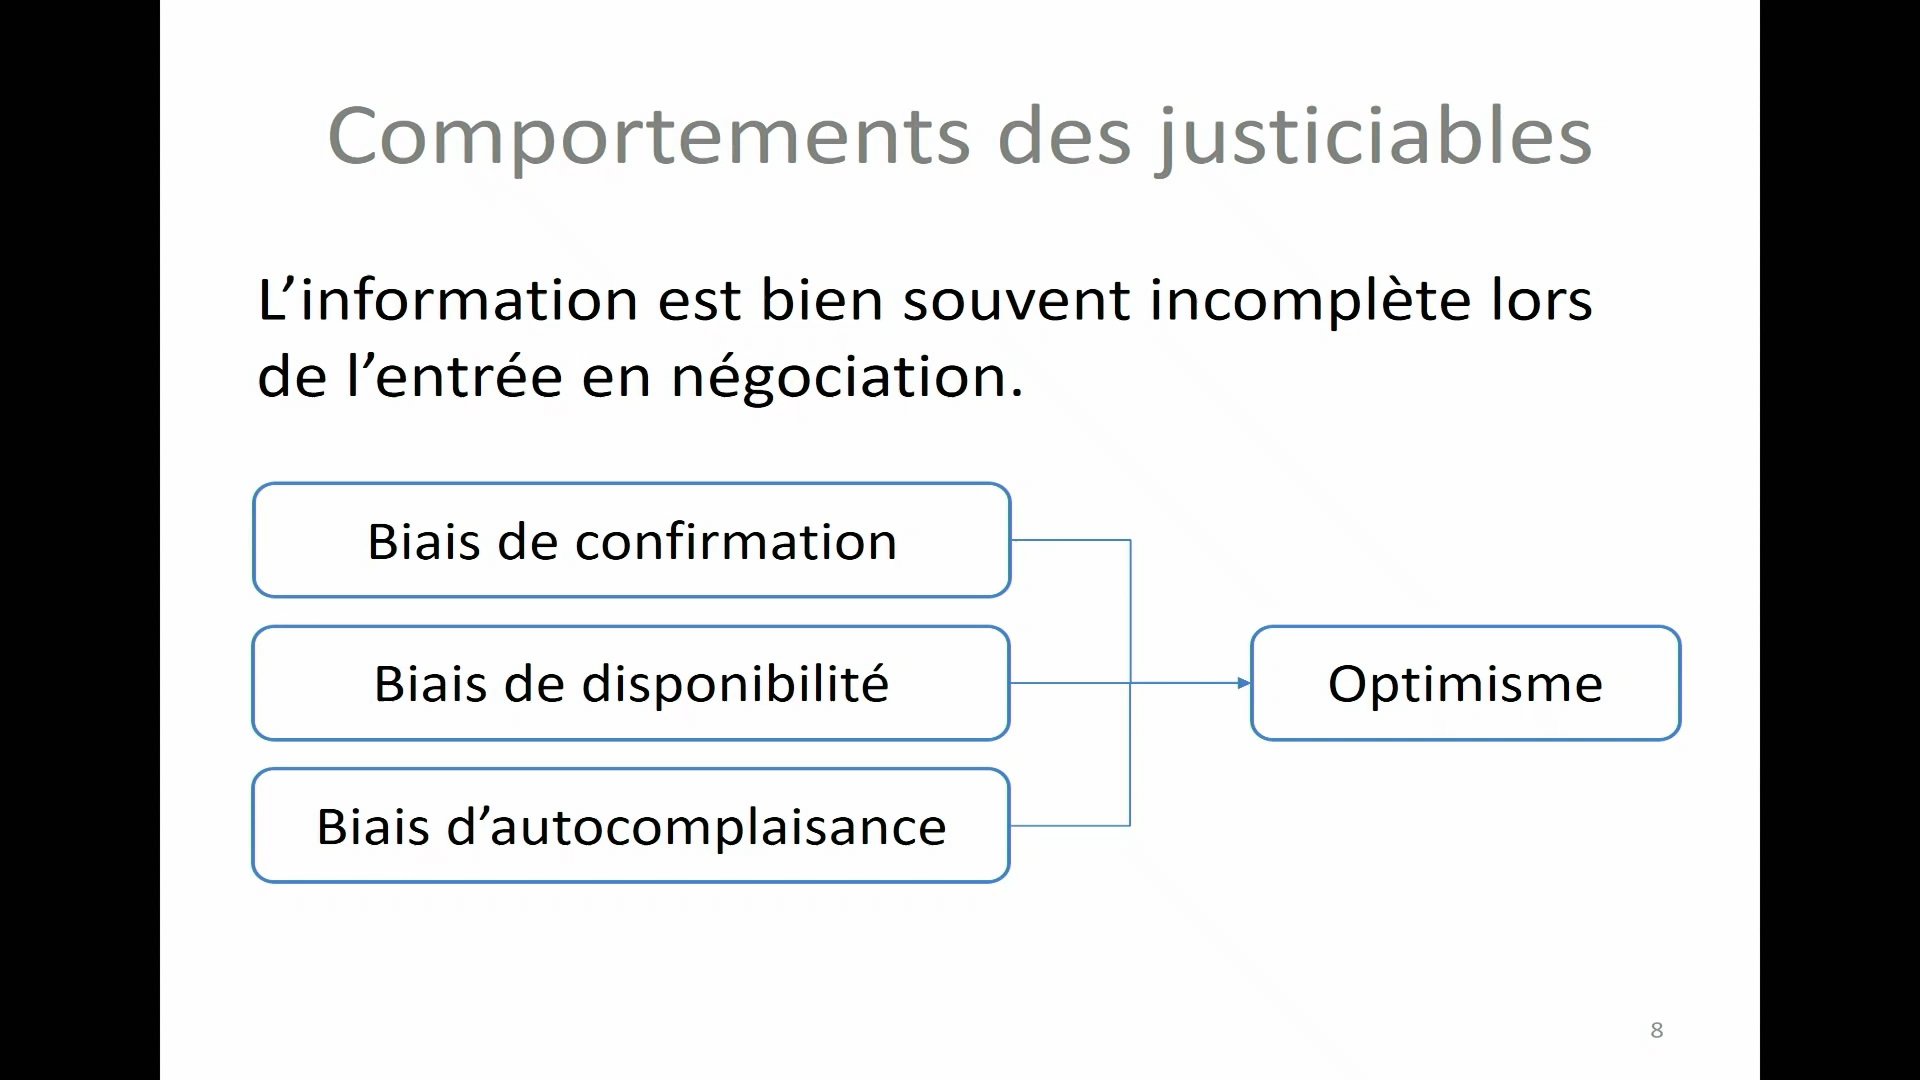 Comportements des justiciables
L’information est bien souvent incomplète lors
de l’entrée en négociation.
Biais de confirmation
Biais de disponibilité
Optimisme
Biais d’autocomplaisance
8